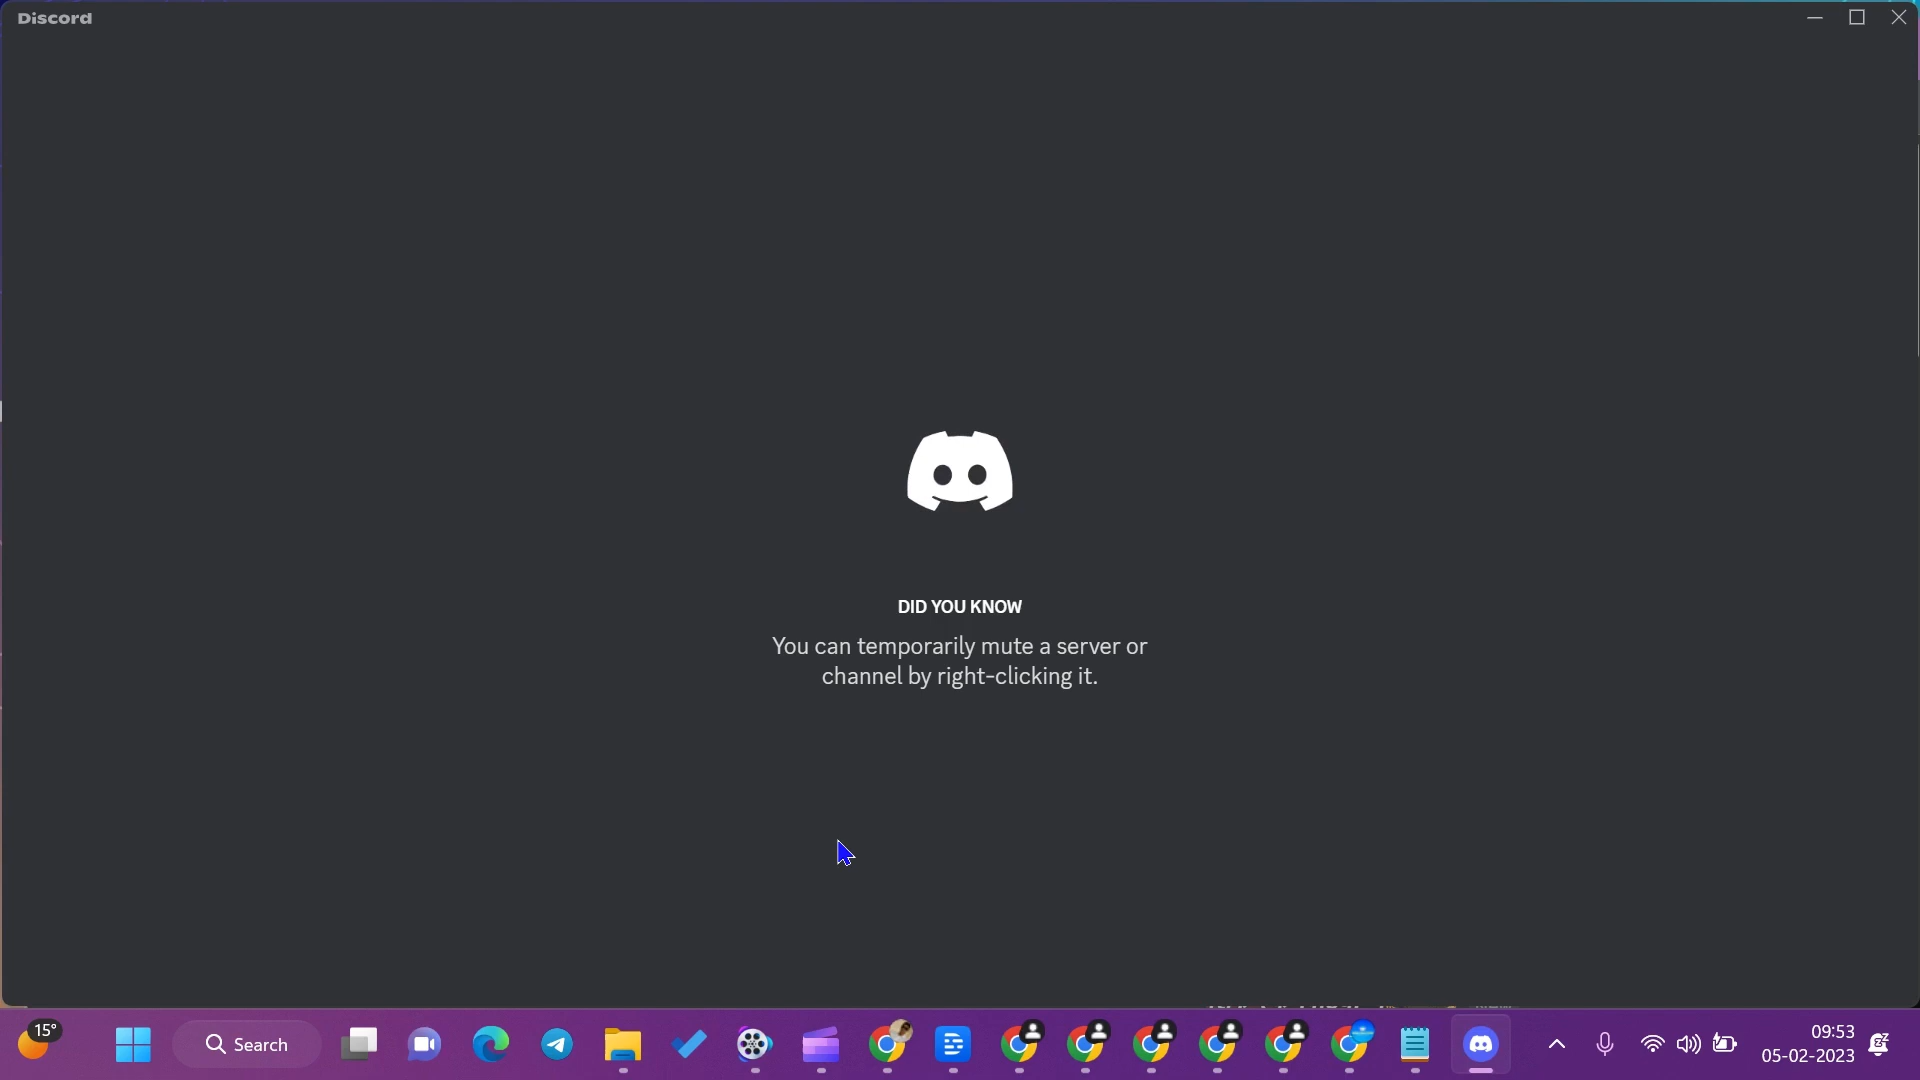 Discord
DID YOU KNOW
You can temporarily mute a server or
channel by right-clicking it.
15°
Search
09:53
05-02-2023